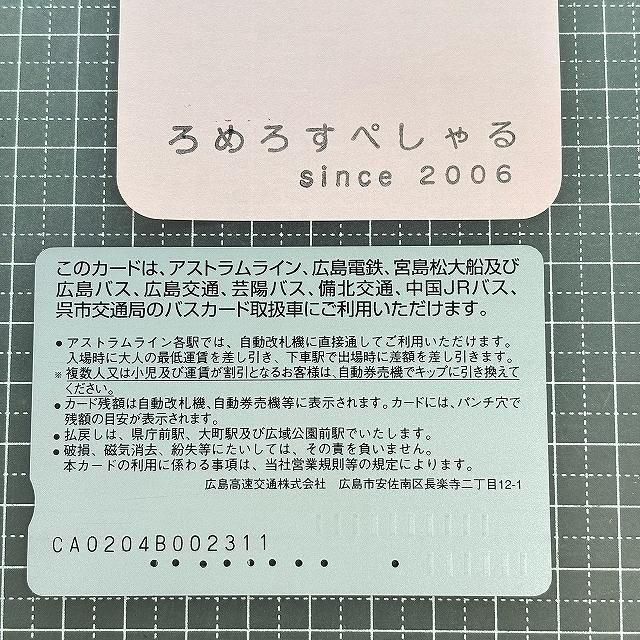 ろめろすぺしゃる
since 2006
このカードは、アストラムライン、広島電鉄、宮島松大船及び
広島バス、広島交通、芸陽バス、備北交通、中国JRバス、
呉市交通局のバスカード取扱車にご利用いただけます。
● アストラムライン各駅では、自動改札機に直接通してご利用いただけます。
入場時に大人の最低運賃を差し引き、下車駅で出場時に差額を差し引きます。
※ 複数人又は小児及び運賃が割引となるお客様は、自動券売機でキップに引き換えて
ください。
● カード残額は自動改札機、自動券売機等に表示されます。カードには、パンチ穴で
残額の目安が表示されます。
● 払戻しは、県庁前駅、大町駅及び広域公園前駅でいたします。
● 破損、磁気消去、紛失等にたいしては、その責を負いません。
本カードの利用に係わる事項は、当社営業規則等の規定によります。
広島高速交通株式会社 広島市安佐南区長楽寺二丁目12-1
CA0204B002311